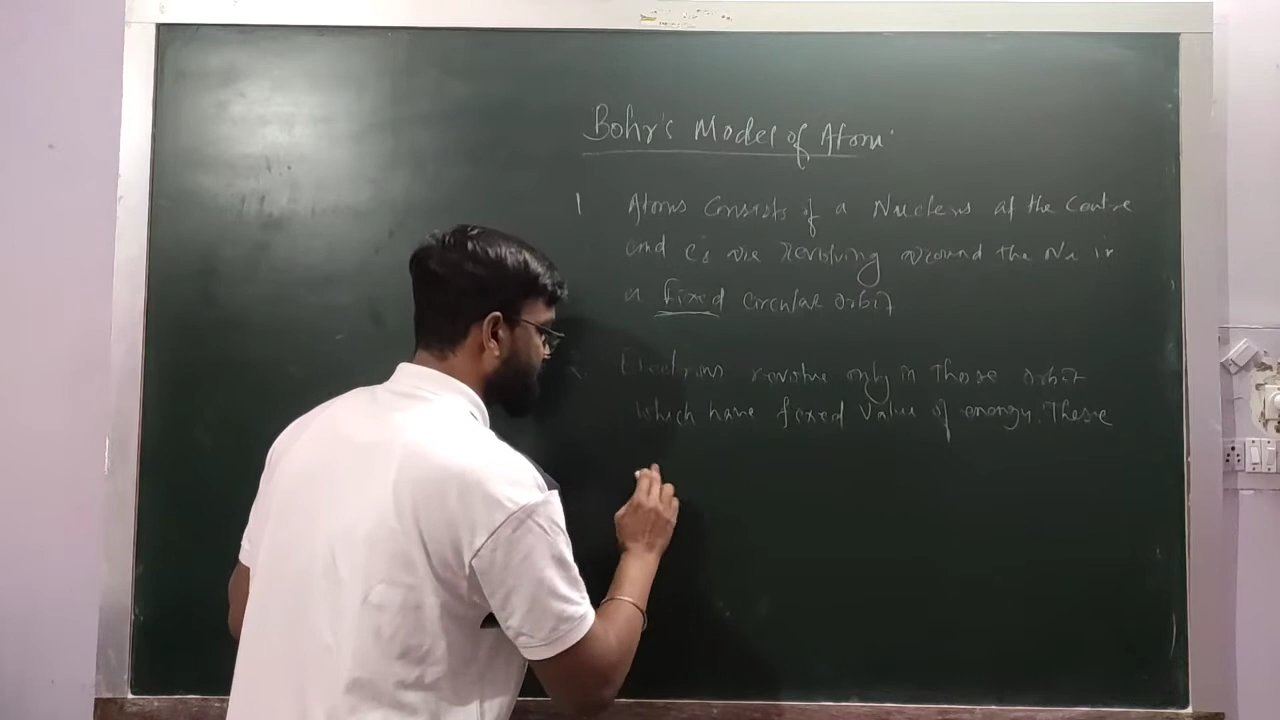 Bohr's Model of Atom
1 Atoms Consists of a Nucleus at the Centre
and e's are revolving around the Nu in
a fixed circular orbit
Electrons revolve only in Those orbit
which have fixed value of energy. These